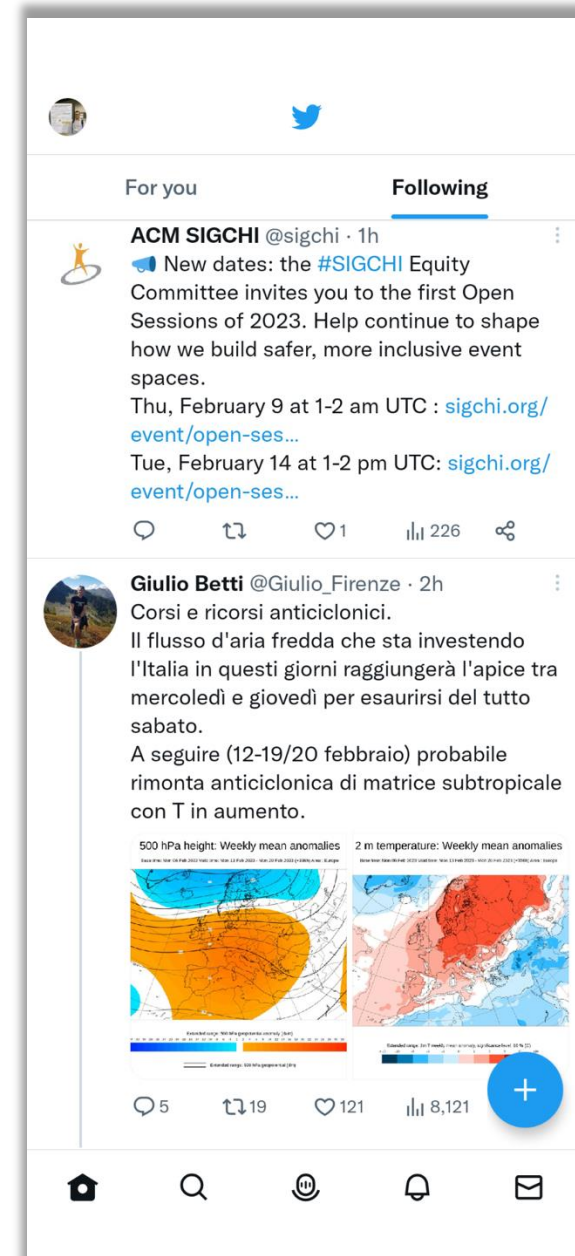 For you
Following
ACM SIGCHI @sigchi · 1h
New dates: the #SIGCHI Equity
Committee invites you to the first Open
Sessions of 2023. Help continue to shape
how we build safer, more inclusive event
spaces.
Thu, February 9 at 1-2 am UTC : sigchi.org/
event/open-ses...
Tue, February 14 at 1-2 pm UTC: sigchi.org/
event/open-ses...
1
226
Giulio Betti @Giulio_Firenze · 2h
Corsi e ricorsi anticiclonici.
Il flusso d'aria fredda che sta investendo
l'Italia in questi giorni raggiungerà l'apice tra
mercoledì e giovedì per esaurirsi del tutto
sabato.
A seguire (12-19/20 febbraio) probabile
rimonta anticiclonica di matrice subtropicale
con T in aumento.
500 hPa height: Weekly mean anomalies
2 m temperature: Weekly mean anomalies
5
19
121
8,121